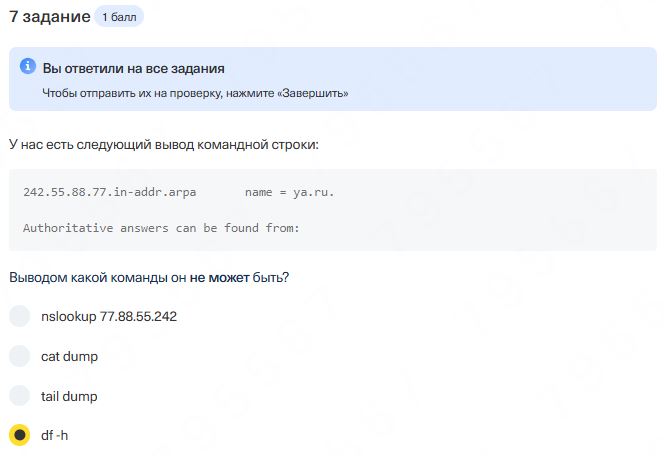 7 задание 1 балл
Вы ответили на все задания
Чтобы отправить их на проверку, нажмите «Завершить»
У нас есть следующий вывод командной строки:
242.55.88.77.in-addr.arpa name = ya.ru.
Authoritative answers can be found from:
Выводом какой команды он не может быть?
nslookup 77.88.55.242
cat dump
tail dump
df -h